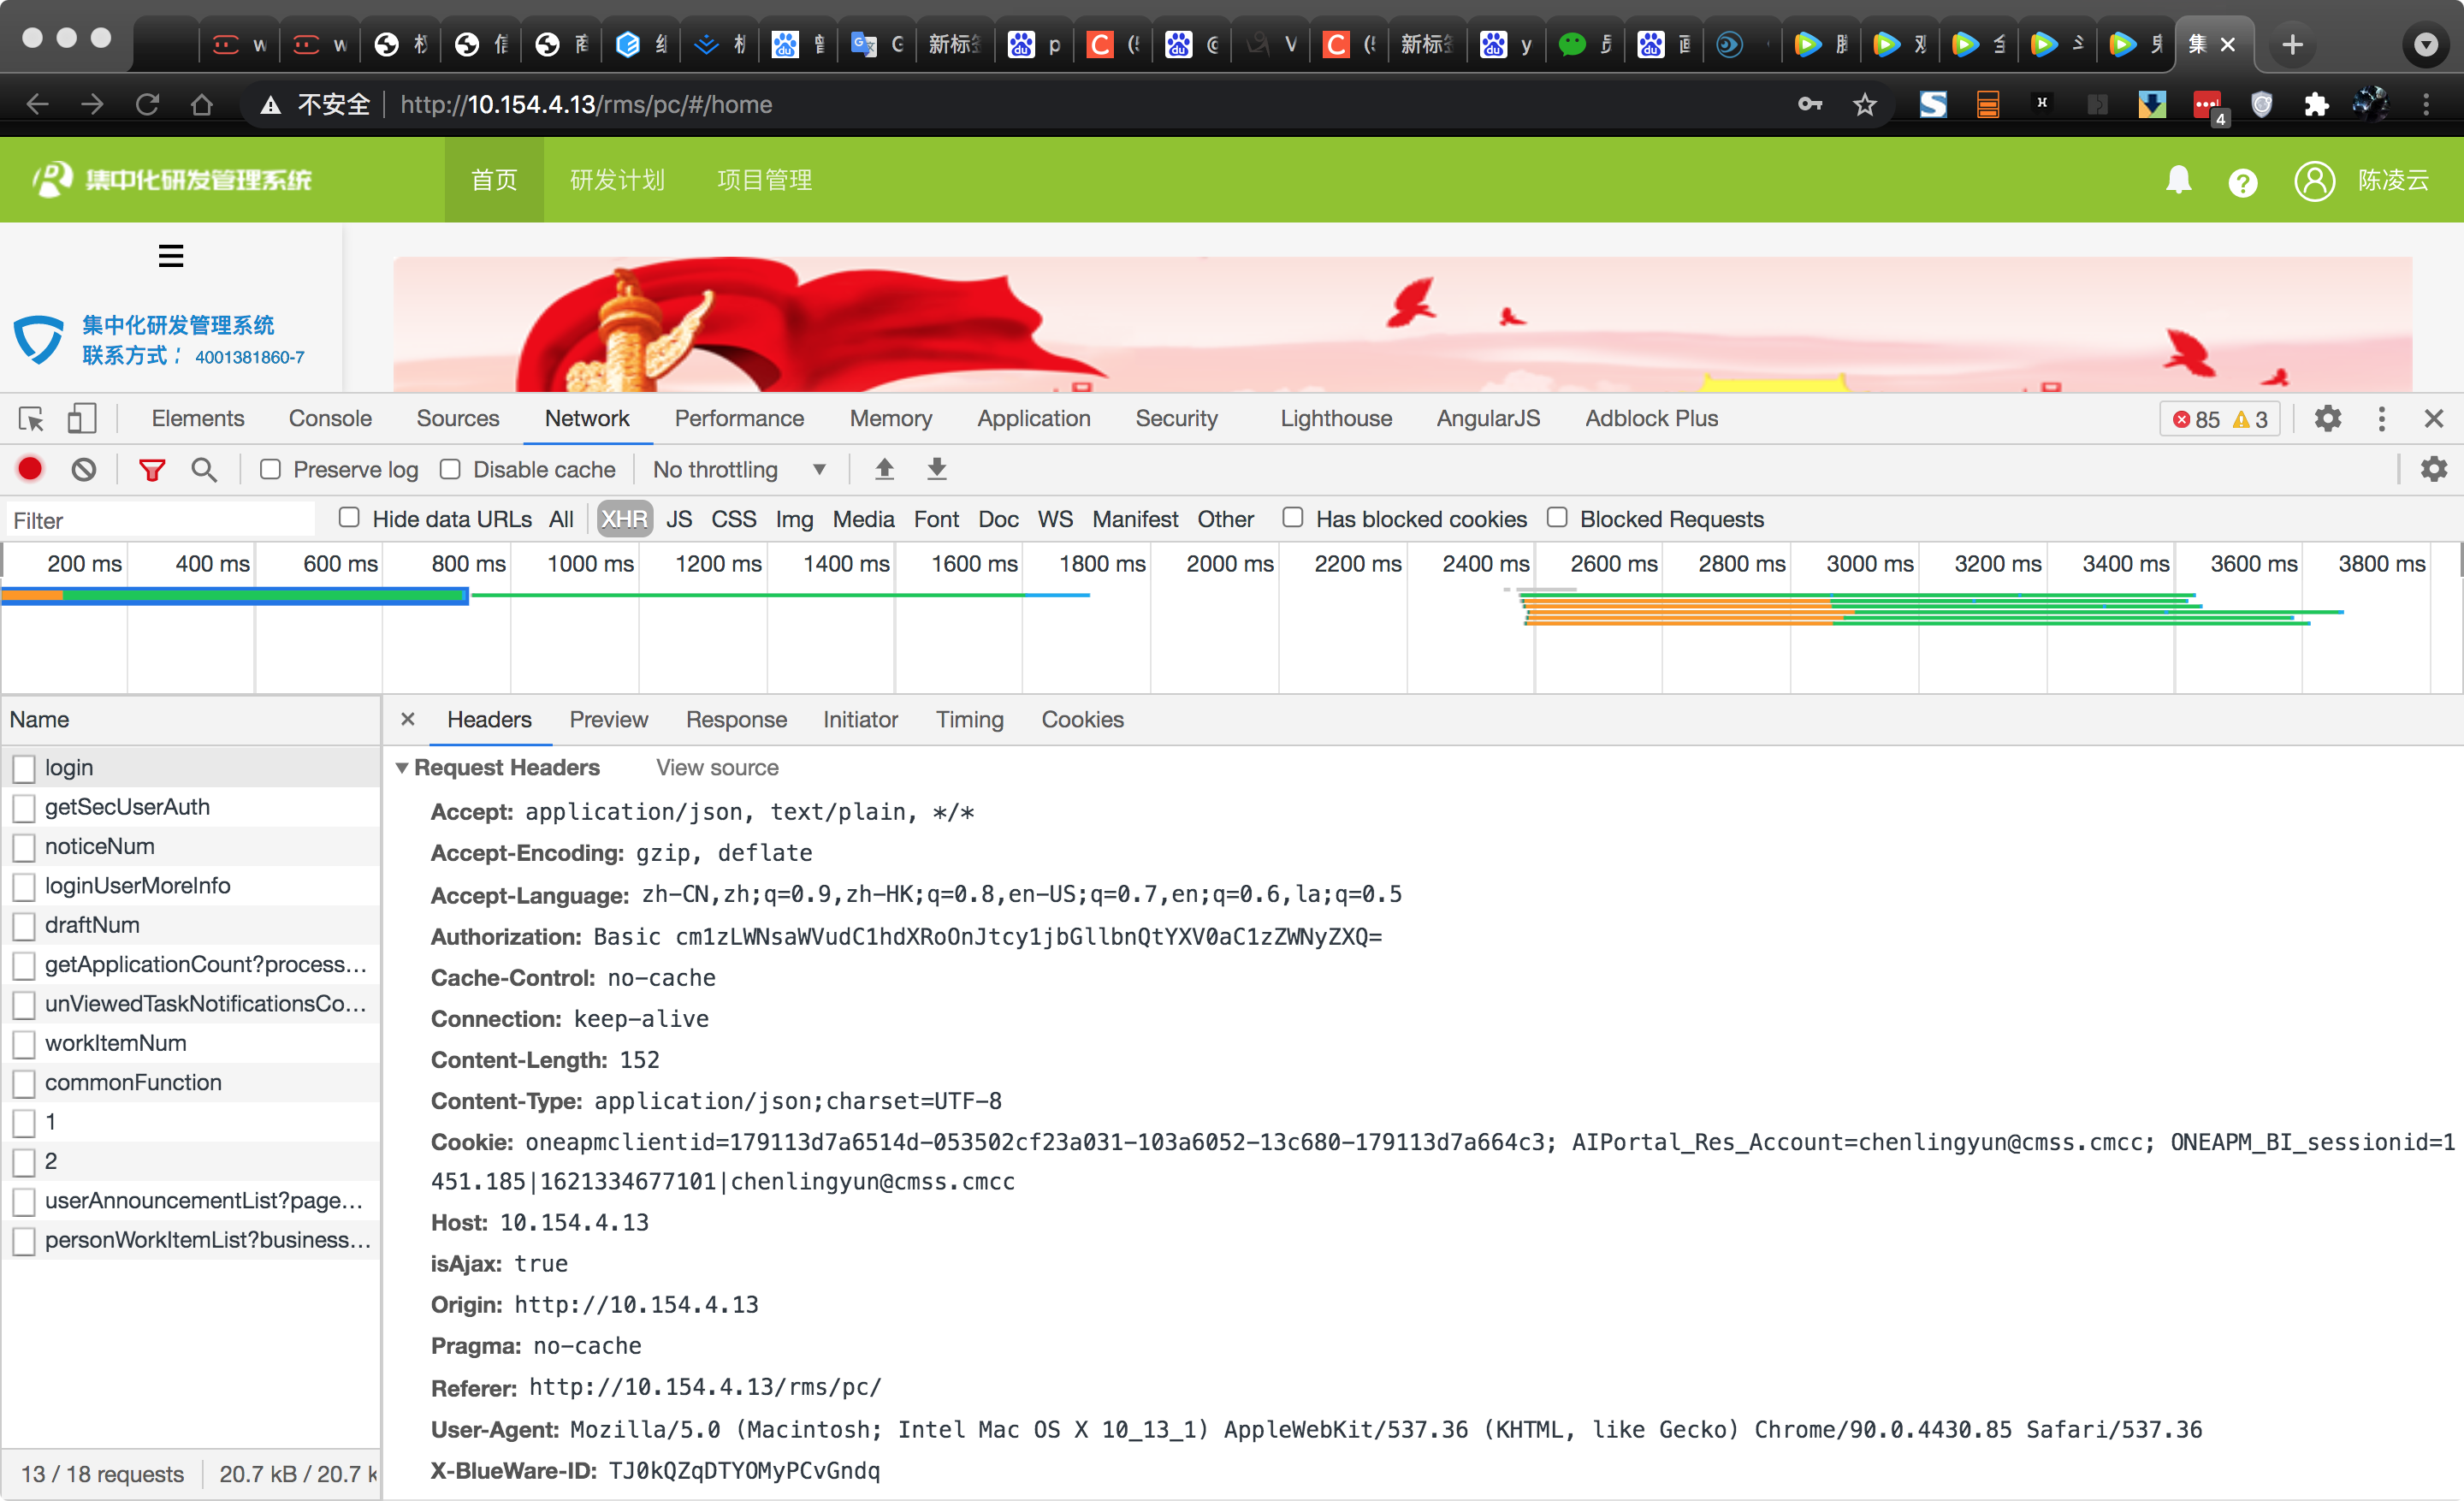 新标 p 新标 y 集
不安全 http://10.154.4.13/rms/pc/#/home 4
集中化研发管理系统 首页 研发计划 项目管理 陈凌云
集中化研发管理系统
联系方式: 4001381860-7
Elements Console Sources Network Performance Memory Application Security Lighthouse AngularJS Adblock Plus 85 3
Preserve log Disable cache No throttling
Filter Hide data URLs All XHR JS CSS Img Media Font Doc WS Manifest Other Has blocked cookies Blocked Requests
200 ms 400 ms 600 ms 800 ms 1000 ms 1200 ms 1400 ms 1600 ms 1800 ms 2000 ms 2200 ms 2400 ms 2600 ms 2800 ms 3000 ms 3200 ms 3400 ms 3600 ms 3800 ms
Name
login
getSecUserAuth
noticeNum
loginUserMoreInfo
draftNum
getApplicationCount?process...
unViewedTaskNotificationsCo...
workItemNum
commonFunction
1
2
userAnnouncementList?page...
personWorkItemList?business...
13 / 18 requests 20.7 kB / 20.7 k
Headers Preview Response Initiator Timing Cookies
Request Headers View source
Accept: application/json, text/plain, */*
Accept-Encoding: gzip, deflate
Accept-Language: zh-CN,zh;q=0.9,zh-HK;q=0.8,en-US;q=0.7,en;q=0.6,la;q=0.5
Authorization: Basic cm1zLWNsaWVudC1hdXRoOnJtcy1jbGllbnQtYXV0aC1zZWNyZXQ=
Cache-Control: no-cache
Connection: keep-alive
Content-Length: 152
Content-Type: application/json;charset=UTF-8
Cookie: oneapmclientid=179113d7a6514d-053502cf23a031-103a6052-13c680-179113d7a664c3; AIPortal_Res_Account=chenlingyun@cmss.cmcc; ONEAPM_BI_sessionid=1
451.185|1621334677101|chenlingyun@cmss.cmcc
Host: 10.154.4.13
isAjax: true
Origin: http://10.154.4.13
Pragma: no-cache
Referer: http://10.154.4.13/rms/pc/
User-Agent: Mozilla/5.0 (Macintosh; Intel Mac OS X 10_13_1) AppleWebKit/537.36 (KHTML, like Gecko) Chrome/90.0.4430.85 Safari/537.36
X-BlueWare-ID: TJ0kQZqDTYOMyPCvGndq